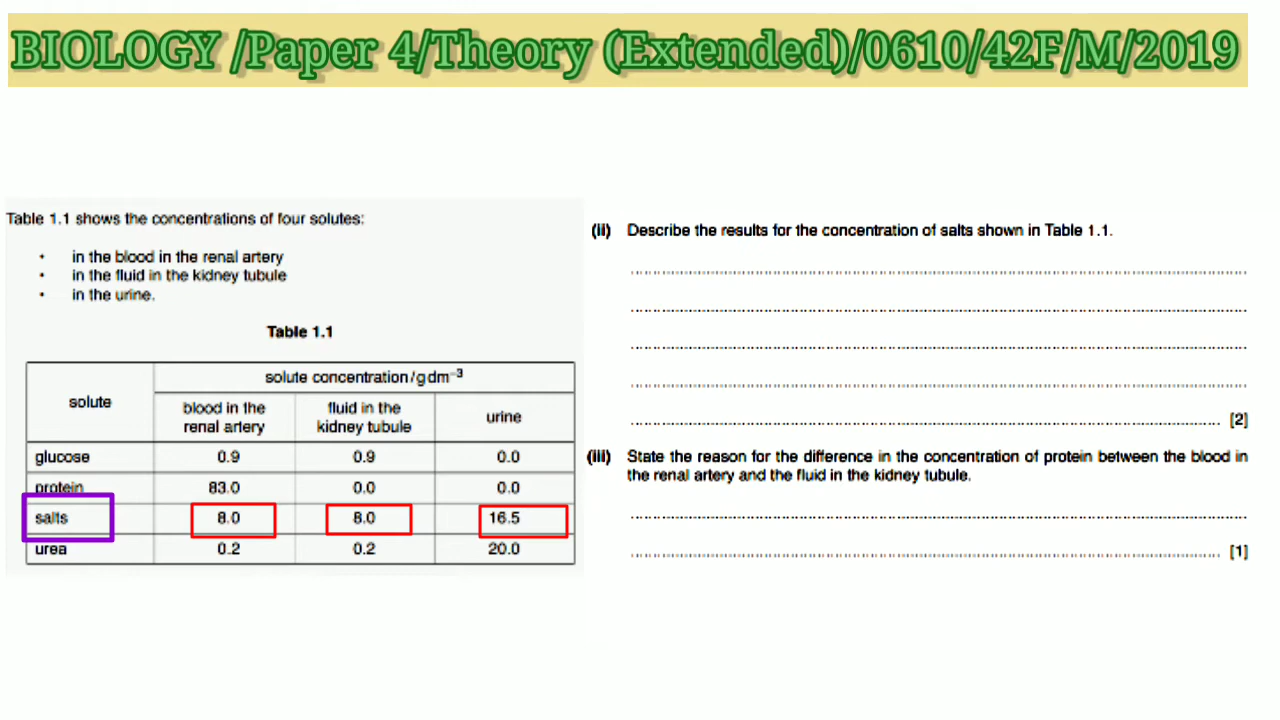 BIOLOGY /Paper 4/Theory (Extended)/0610/42F/M/2019
Table 1.1 shows the concentrations of four solutes:
• in the blood in the renal artery
• in the fluid in the kidney tubule
• in the urine.
Table 1.1
solute
solute concentration/g dm⁻³
blood in the renal artery
fluid in the kidney tubule
urine
glucose 0.9 0.9 0.0
protein 83.0 0.0 0.0
salts 8.0 8.0 16.5
urea 0.2 0.2 20.0
(ii) Describe the results for the concentration of salts shown in Table 1.1.
[2]
(iii) State the reason for the difference in the concentration of protein between the blood in
the renal artery and the fluid in the kidney tubule.
[1]